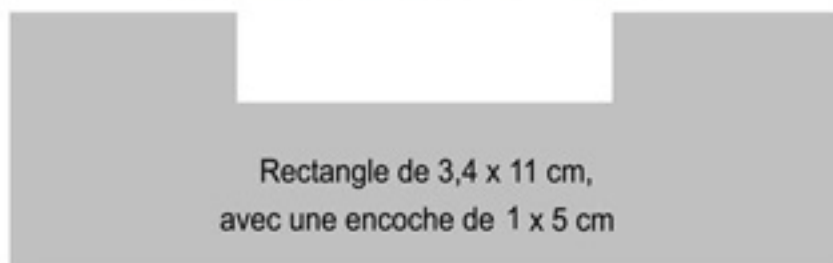 Rectangle de 3,4 x 11 cm,
avec une encoche de 1 x 5 cm